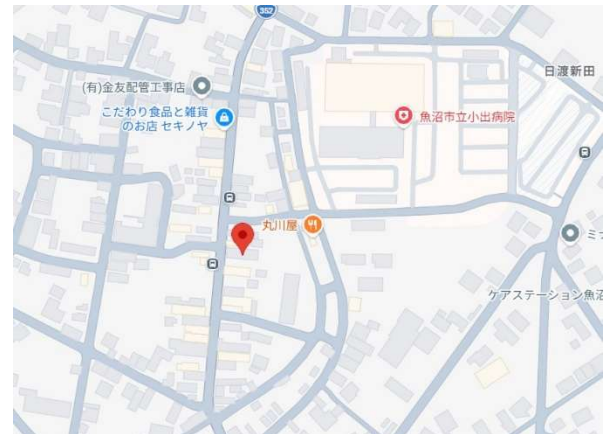 352
日渡新田
(有)金友配管工事店
こだわり食品と雑貨
のお店 セキノヤ
魚沼市立小出病院
丸川屋
ミナ
ケアステーション魚沼